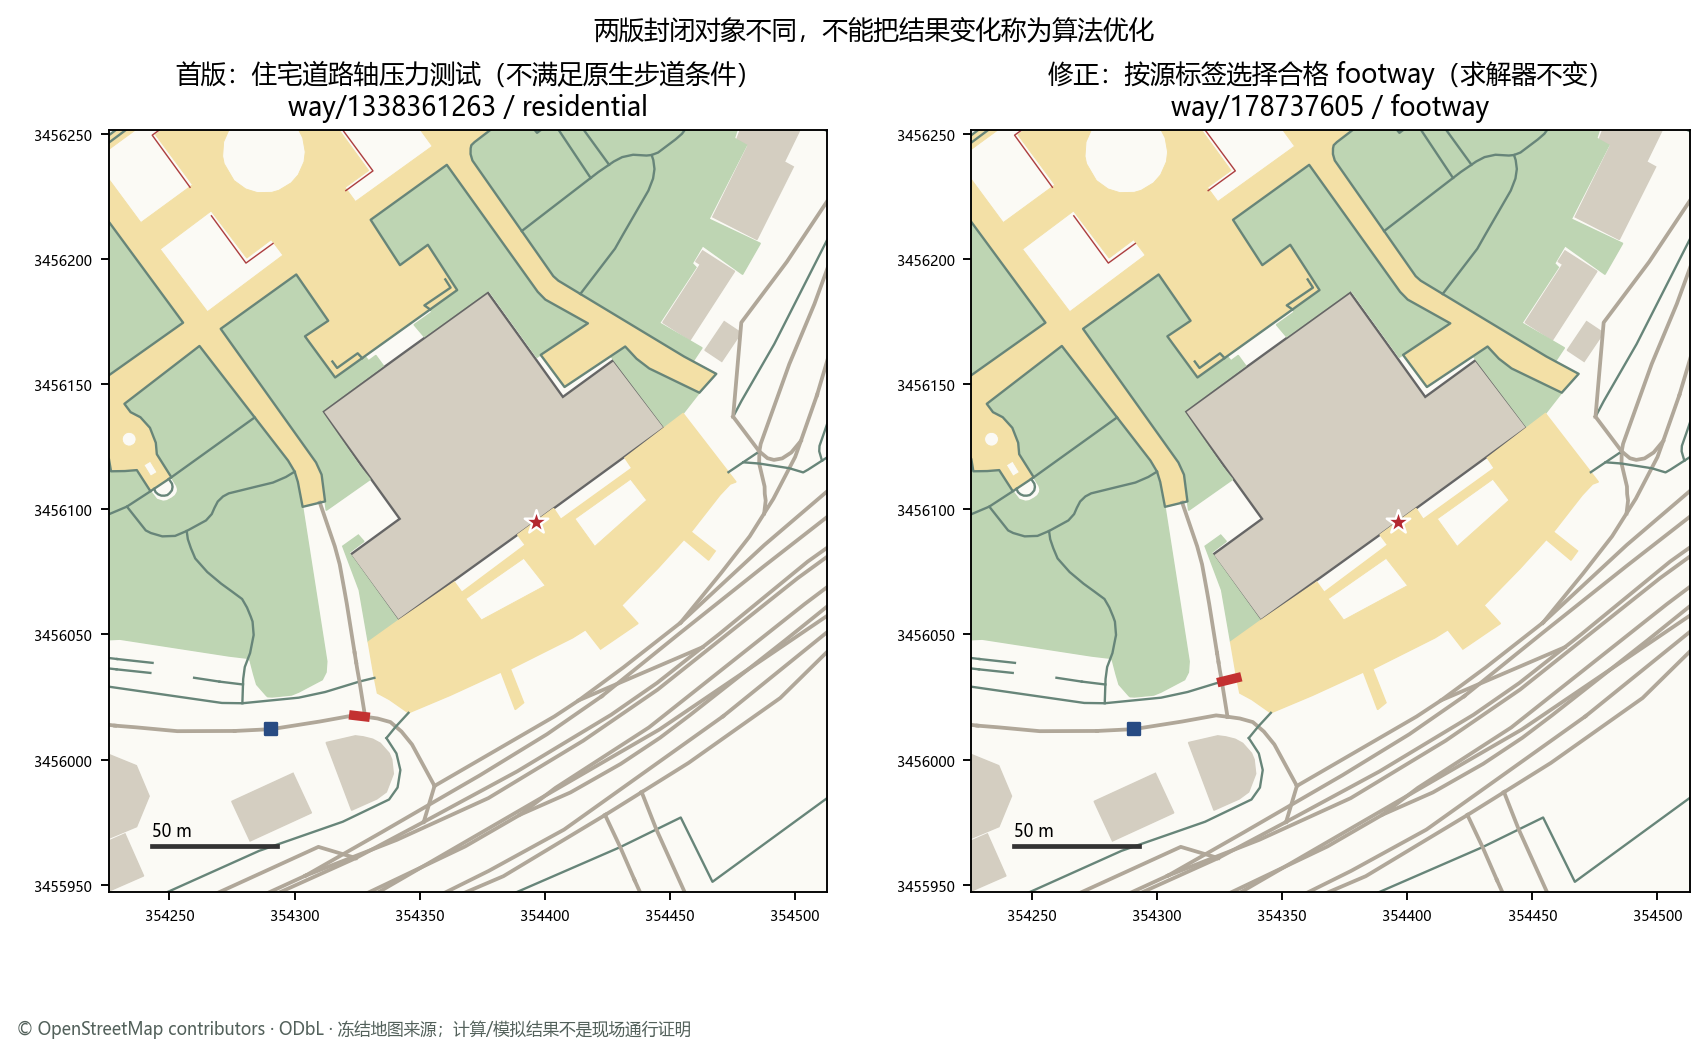 两版封闭对象不同，不能把结果变化称为算法优化
首版：住宅道路轴压力测试（不满足原生步道条件）
way/1338361263 / residential
修正：按源标签选择合格 footway（求解器不变）
way/178737605 / footway
3456250
3456200
3456150
3456100
3456050
3456000
3455950
50 m
354250 354300 354350 354400 354450 354500
3456250
3456200
3456150
3456100
3456050
3456000
3455950
50 m
354250 354300 354350 354400 354450 354500
© OpenStreetMap contributors · ODbL · 冻结地图来源；计算/模拟结果不是现场通行证明